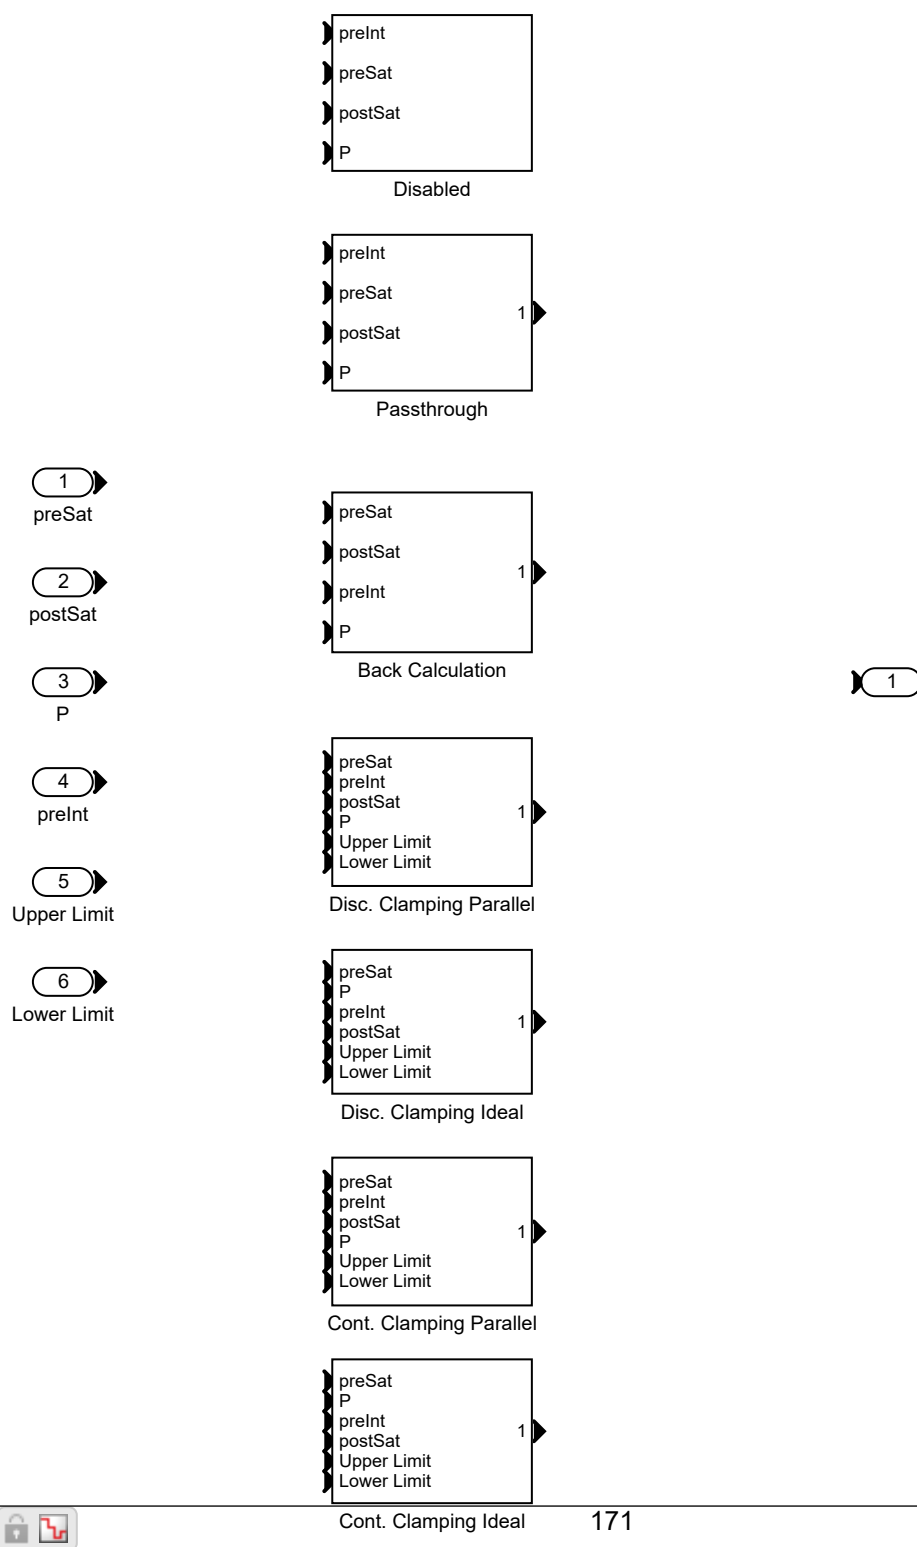 preInt
preSat
postSat
P
Disabled
preInt
preSat
postSat
P
1
Passthrough
1
preSat
2
postSat
3
P
4
preInt
5
Upper Limit
6
Lower Limit
preSat
postSat
preInt
P
1
Back Calculation
1
preSat
preInt
postSat
P
Upper Limit
Lower Limit
1
Disc. Clamping Parallel
preSat
P
preInt
postSat
Upper Limit
Lower Limit
1
Disc. Clamping Ideal
preSat
preInt
postSat
P
Upper Limit
Lower Limit
1
Cont. Clamping Parallel
preSat
P
preInt
postSat
Upper Limit
Lower Limit
1
Cont. Clamping Ideal
171